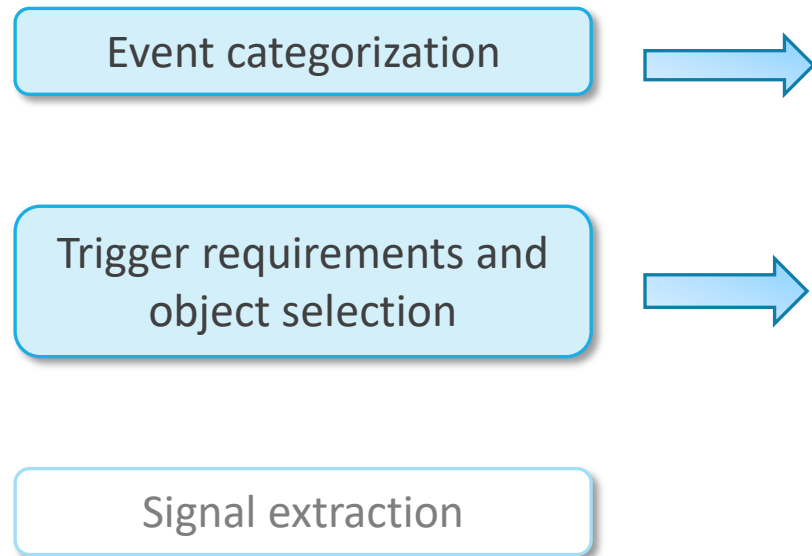 Event categorization
Trigger requirements and
object selection
Signal extraction